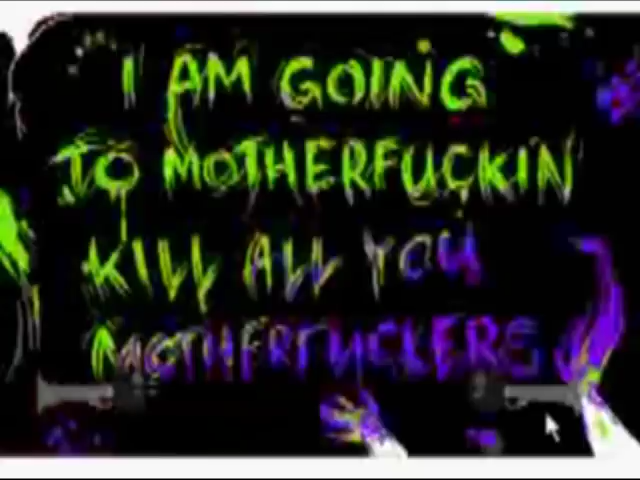 I AM GOING
TO MOTHERFUCKIN
KILL ALL YOU
MOTHERFUCKERS